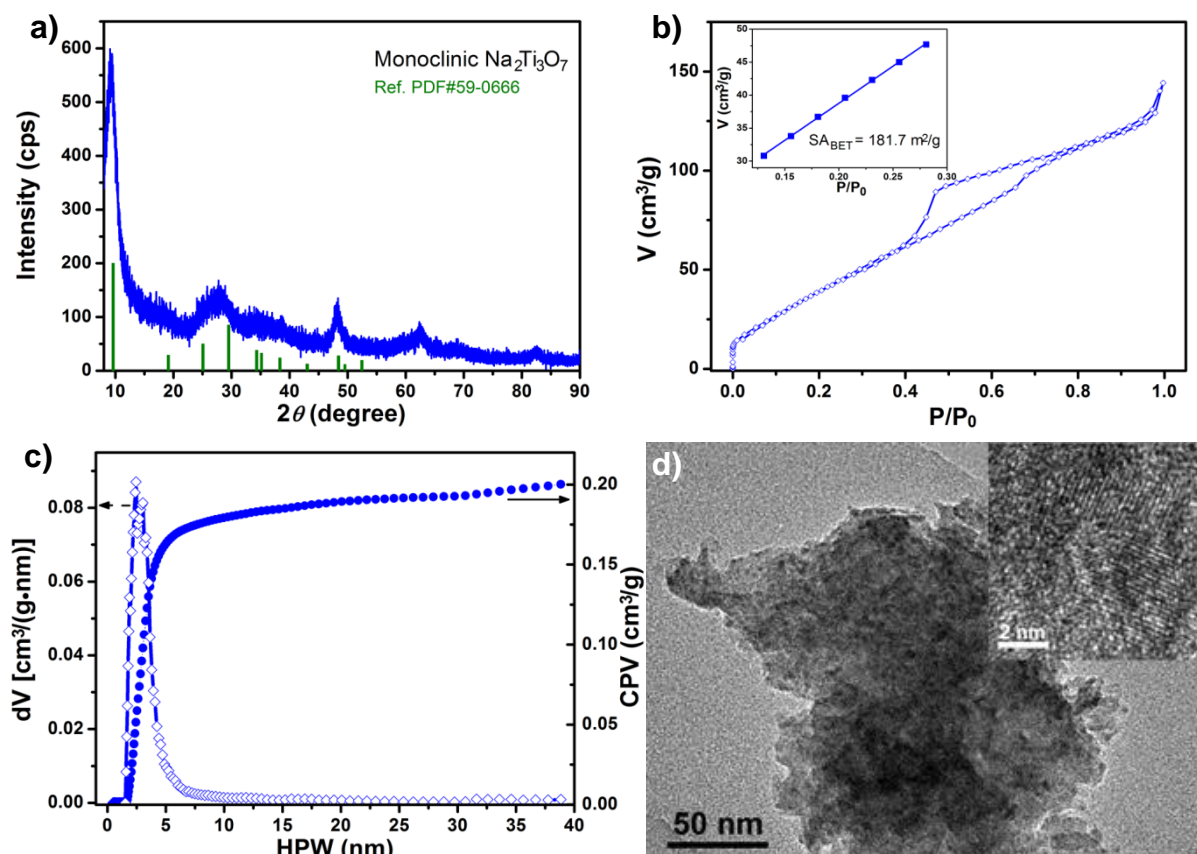 a)
600
500
400
300
200
100
0
Intensity (cps)
Monoclinic Na₂Ti₃O₇
Ref. PDF#59-0666
10 20 30 40 50 60 70 80 90
2θ (degree)
b)
150
100
50
0
V (cm³/g)
50
45
40
35
30
V (cm³/g)
SA_BET = 181.7 m²/g
0.15 0.20 0.25 0.30
P/P₀
0.0 0.2 0.4 0.6 0.8 1.0
P/P₀
c)
0.08
0.06
0.04
0.02
0.00
dV [cm³/(g•nm)]
0.20
0.15
0.10
0.05
0.00
CPV (cm³/g)
0 5 10 15 20 25 30 35 40
HPW (nm)
d)
2 nm
50 nm